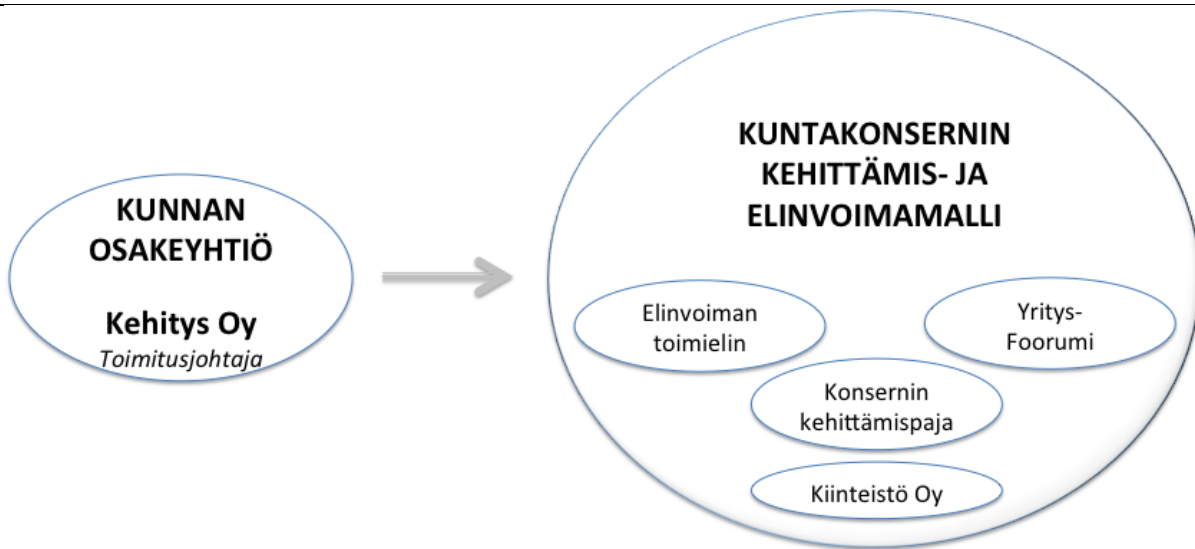 KUNNAN
OSAKEYHTIÖ
Kehitys Oy
Toimitusjohtaja
KUNTAKONSERNIN
KEHITTÄMIS- JA
ELINVOIMAMALLI
Elinvoiman
toimielin
Yritys-
Foorumi
Konsernin
kehittämispaja
Kiinteistö Oy